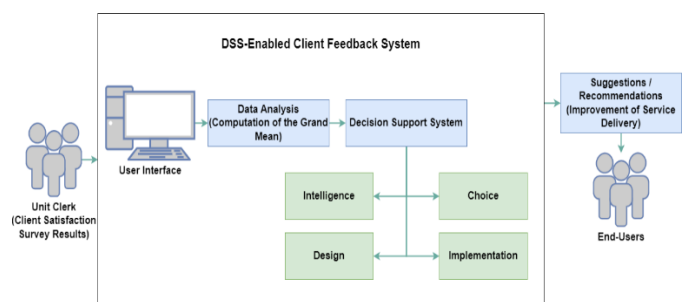 DSS-Enabled Client Feedback System
Unit Clerk
(Client Satisfaction
Survey Results)
User Interface
Data Analysis
(Computation of the Grand
Mean)
Decision Support System
Intelligence
Choice
Design
Implementation
Suggestions /
Recommendations
(Improvement of Service
Delivery)
End-Users